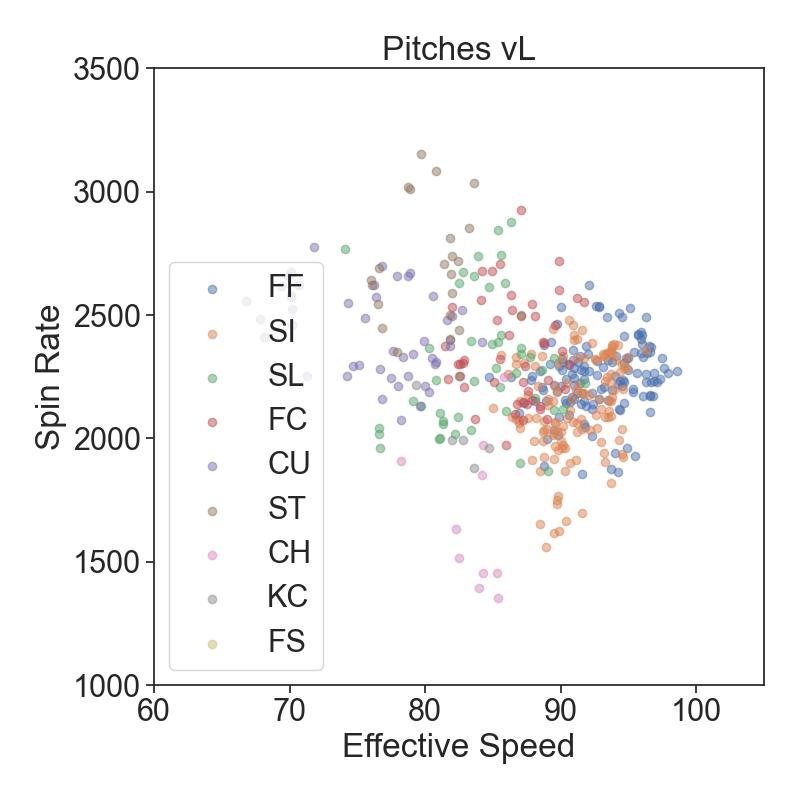 Pitches vL
3500
3000
2500
2000
1500
1000
Spin Rate
FF
SI
SL
FC
CU
ST
CH
KC
FS
60
70
80
90
100
Effective Speed